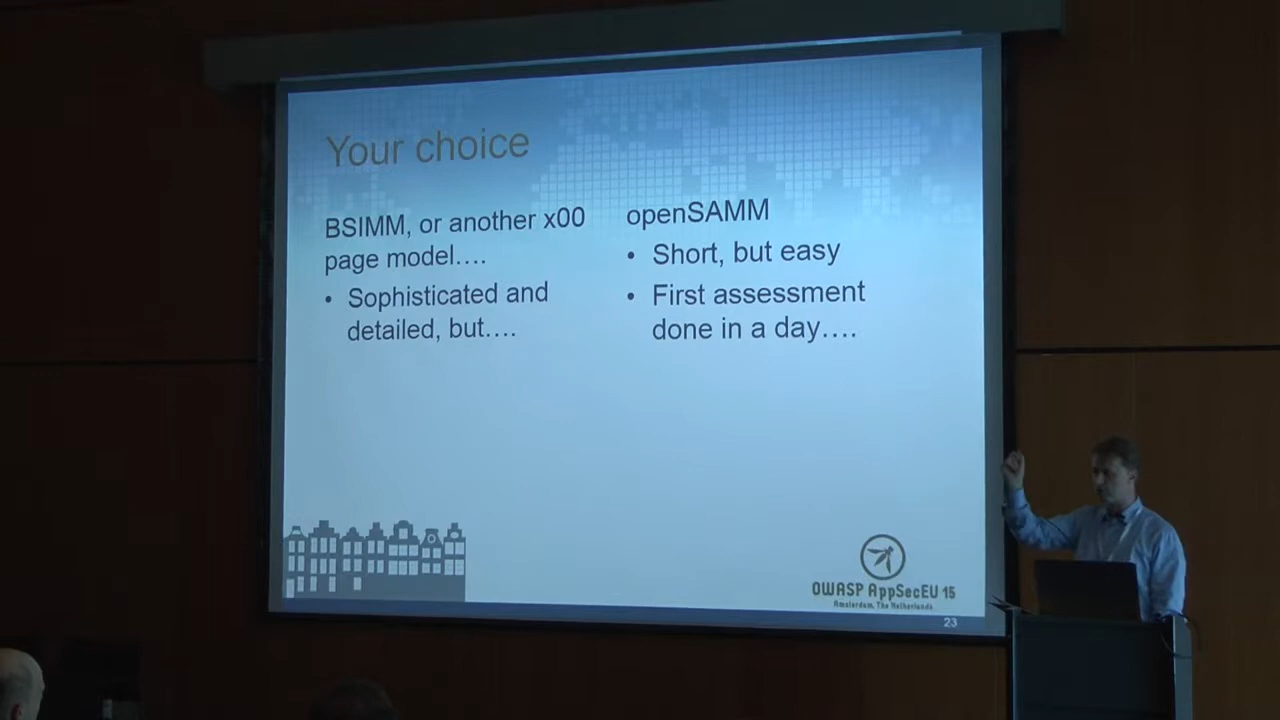 Your choice
BSIMM, or another x00
page model....
• Sophisticated and
detailed, but....
openSAMM
• Short, but easy
• First assessment
done in a day....
OWASP AppSecEU 15
Amsterdam, The Netherlands
23